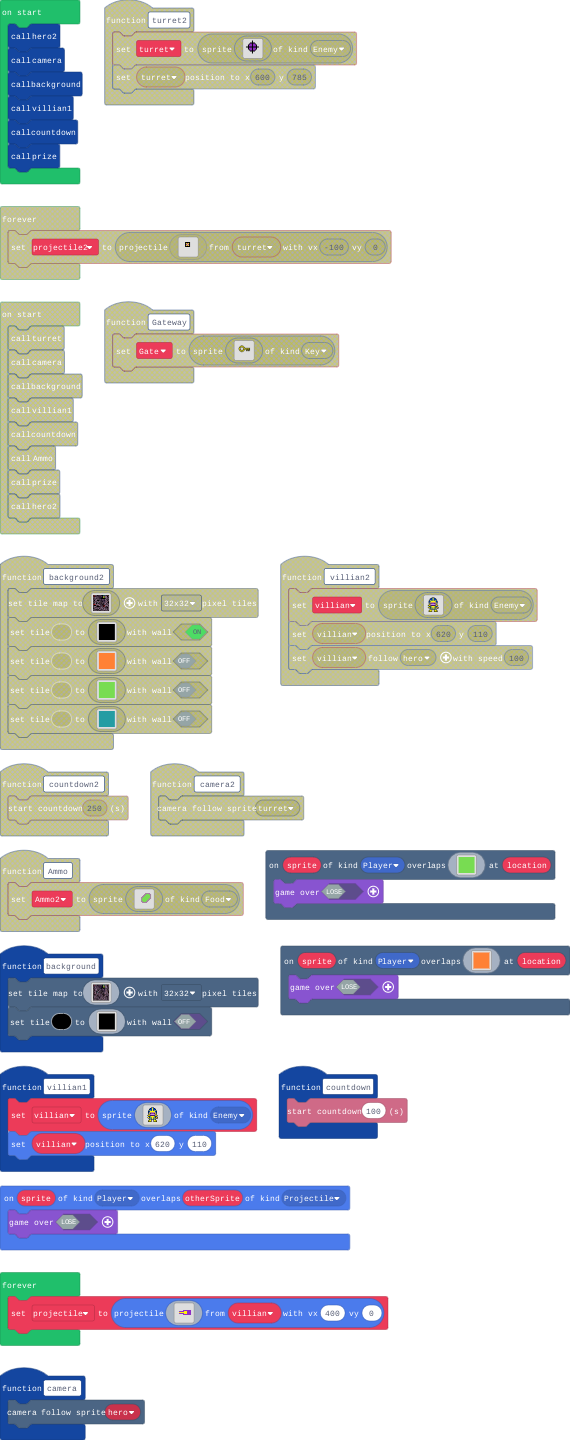 on start
call hero2
call camera
call background
call villian1
call countdown
call prize
function turret2
set turret to sprite of kind Enemy
set turret position to x 600 y 785
forever
set projectile2 to projectile from turret with vx -100 vy 0
on start
call turret
call camera
call background
call villian1
call countdown
call Ammo
call prize
call hero2
function Gateway
set Gate to sprite of kind Key
function background2
set tile map to with 32x32 pixel tiles
set tile to with wall ON
set tile to with wall OFF
set tile to with wall OFF
set tile to with wall OFF
function villian2
set villian to sprite of kind Enemy
set villian position to x 620 y 110
set villian follow hero with speed 100
function countdown2
start countdown 250 (s)
function camera2
camera follow sprite turret
function Ammo
set Ammo2 to sprite of kind Food
on sprite of kind Player overlaps at location
game over LOSE
function background
set tile map to with 32x32 pixel tiles
set tile to with wall OFF
on sprite of kind Player overlaps at location
game over LOSE
function villian1
set villian to sprite of kind Enemy
set villian position to x 620 y 110
function countdown
start countdown 100 (s)
on sprite of kind Player overlaps otherSprite of kind Projectile
game over LOSE
forever
set projectile to projectile from villian with vx 400 vy 0
function camera
camera follow sprite hero